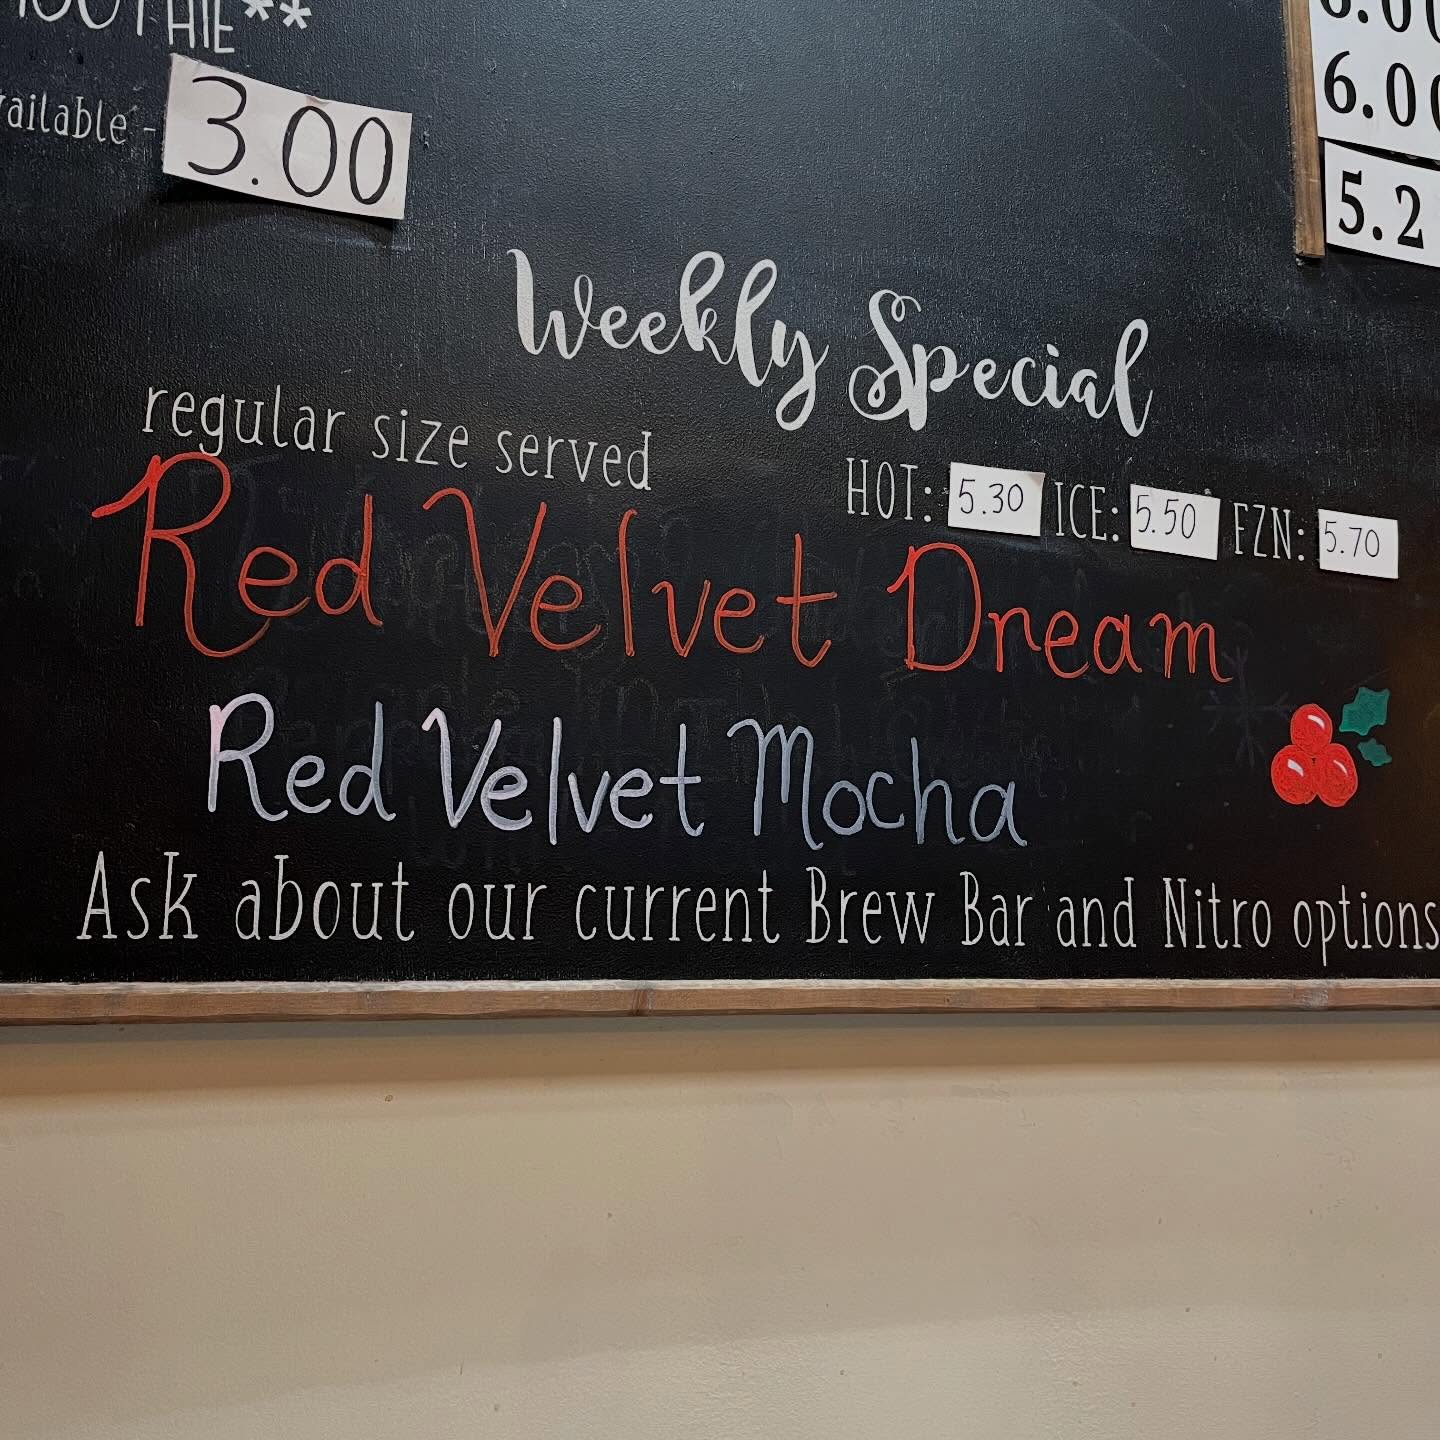 **
3.00
6.00
5.2
Weekly Special
regular size served
HOT: 5.30 ICE: 5.50 FZN: 5.70
Red Velvet Dream
Red Velvet Mocha
Ask about our current Brew Bar and Nitro options